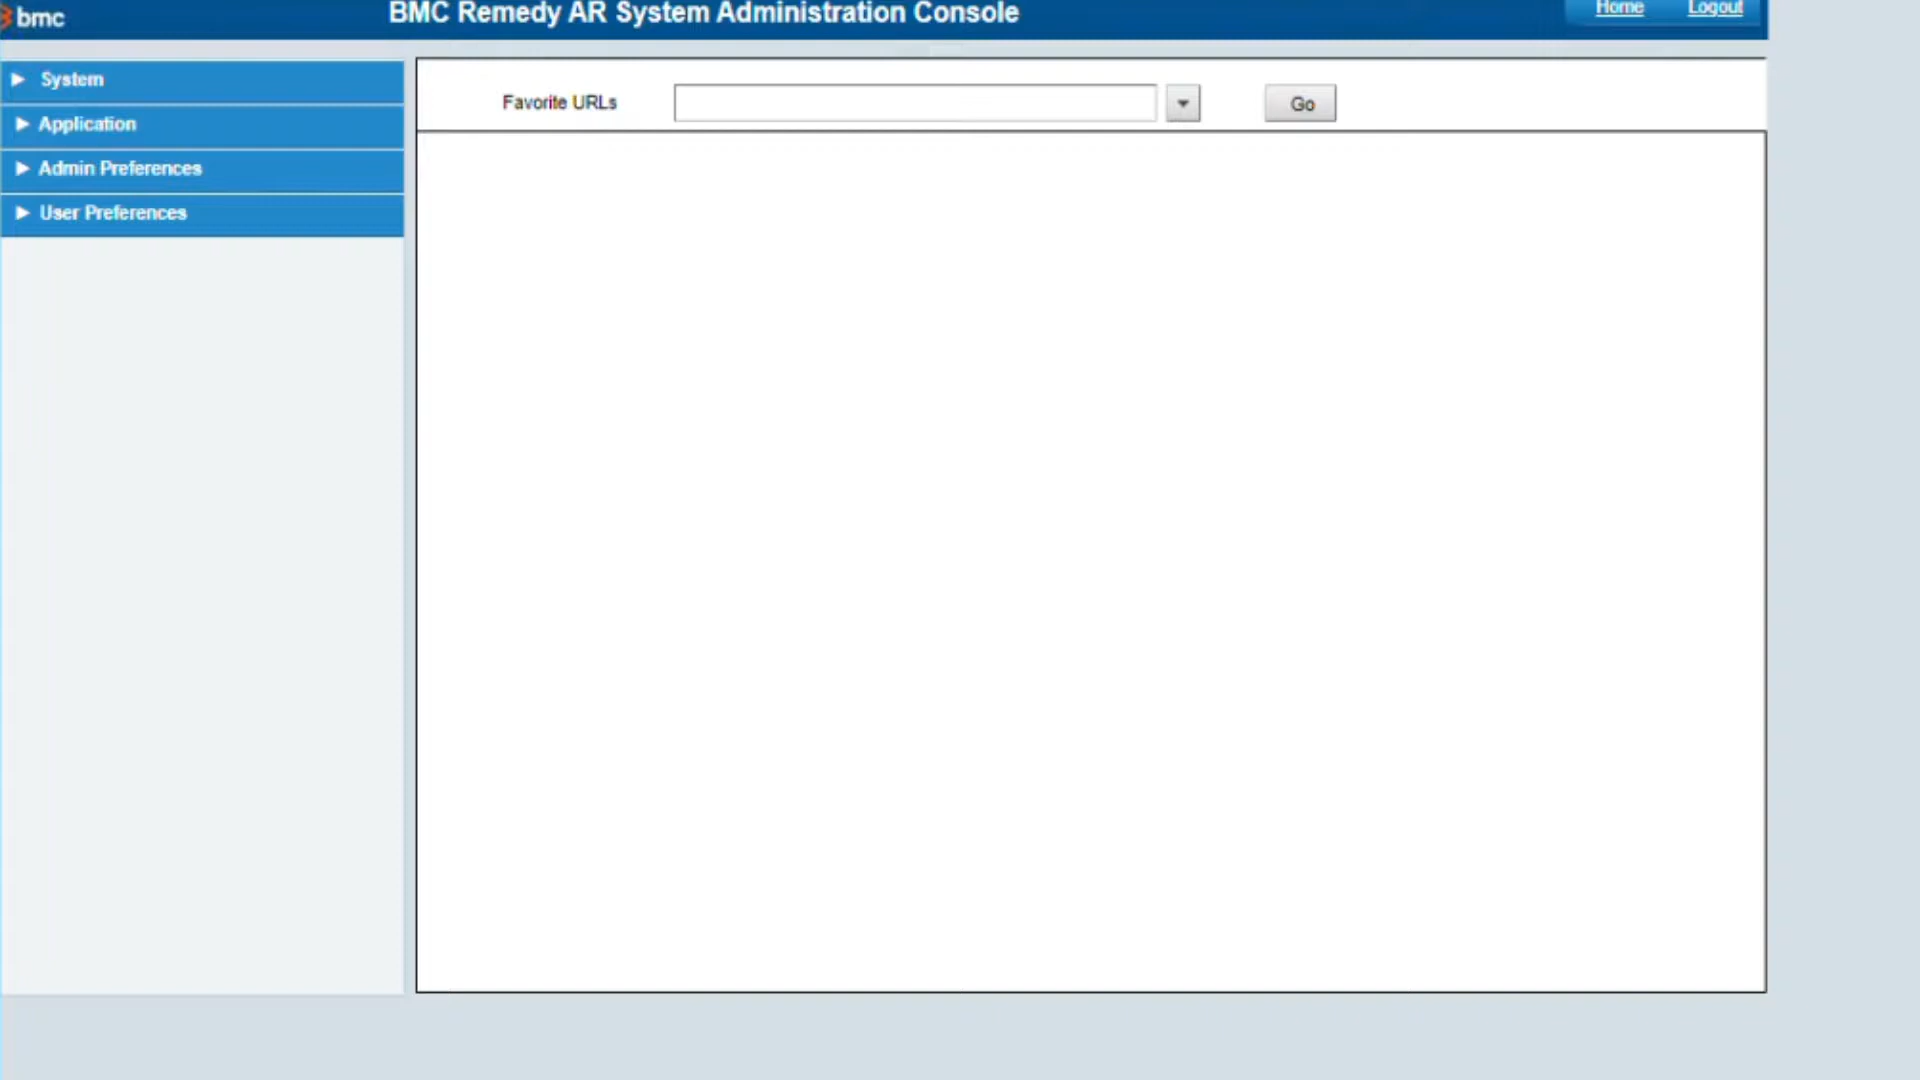 bmc
BMC Remedy AR System Administration Console
Home
Logout
System
Application
Admin Preferences
User Preferences
Favorite URLs
Go